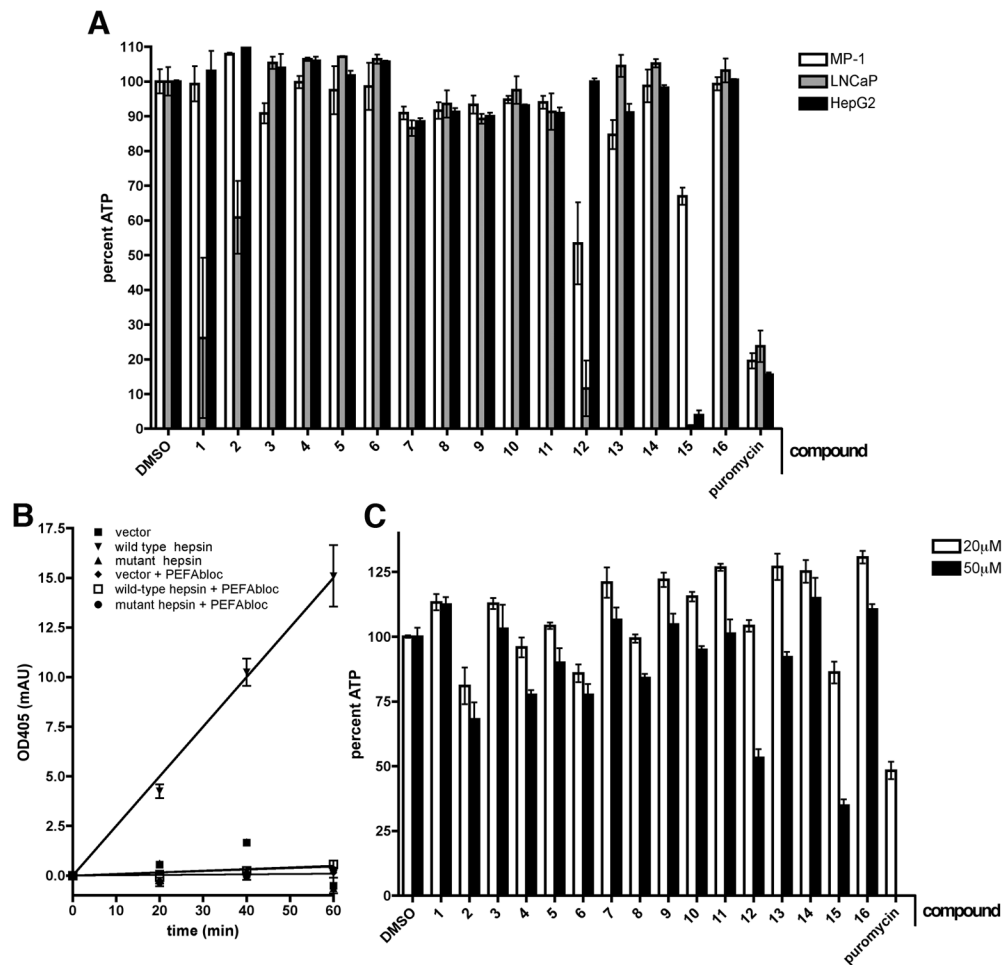 A
percent ATP
110
100
90
80
70
60
50
40
30
20
10
0
MP-1
LNCaP
HepG2
DMSO
1
2
3
4
5
6
7
8
9
10
11
12
13
14
15
16
puromycin
compound
B
OD405 (mAU)
17.5
15.0
12.5
10.0
7.5
5.0
2.5
0.0
vector
wild type hepsin
mutant hepsin
vector + PEFAbloc
wild-type hepsin + PEFAbloc
mutant hepsin + PEFAbloc
0
10
20
30
40
50
60
time (min)
C
percent ATP
125
100
75
50
125
0
20μM
50μM
DMSO
1
2
3
4
5
6
7
8
9
10
11
12
13
14
15
16
puromycin
compound